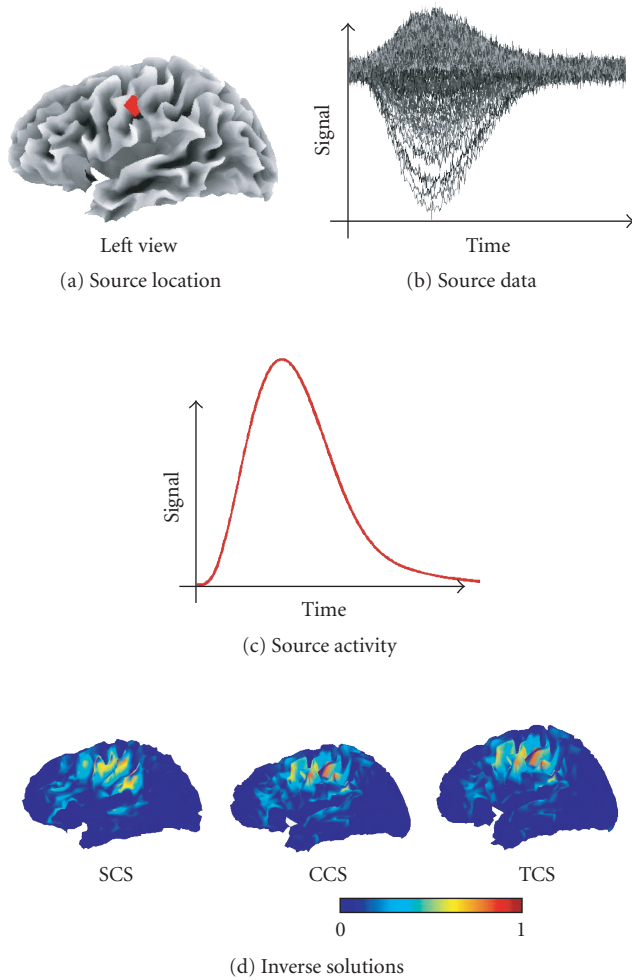 Left view
(a) Source location
Signal
Time
(b) Source data
Signal
Time
(c) Source activity
SCS
CCS
TCS
0
1
(d) Inverse solutions